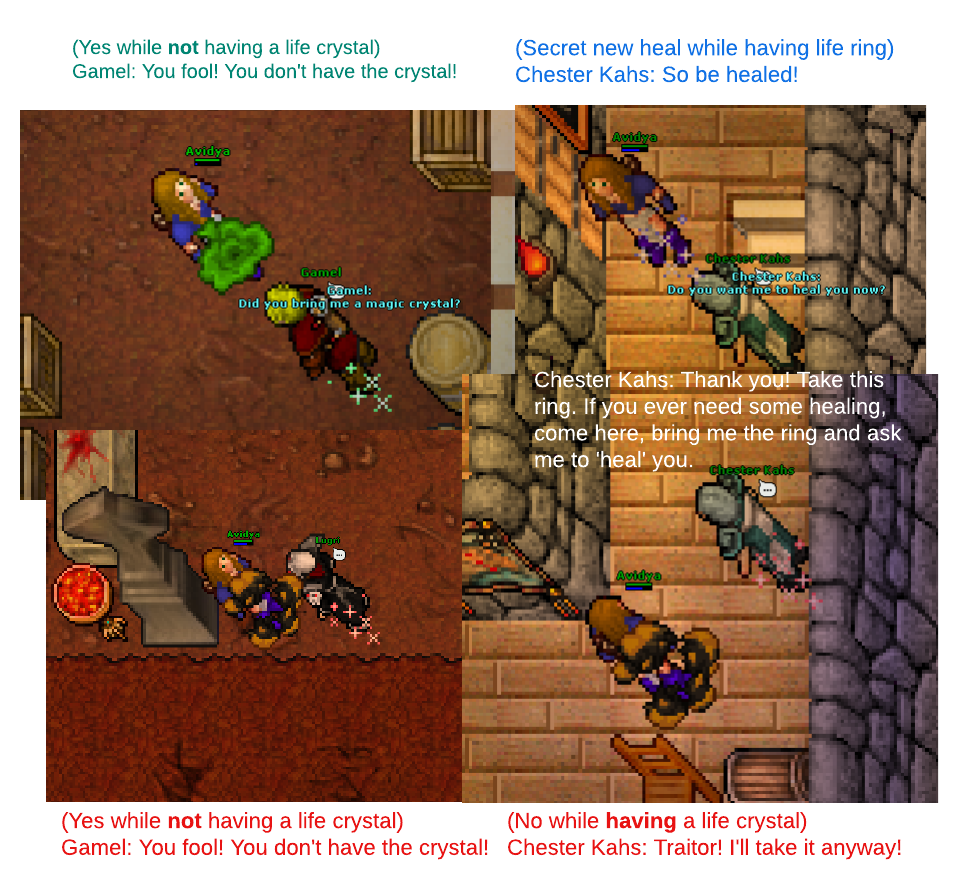 (Yes while not having a life crystal)
Gamel: You fool! You don't have the crystal!
(Secret new heal while having life ring)
Chester Kahs: So be healed!
Avidya
Gamel
Gamel:
Did you bring me a magic crystal?
Avidya
Chester Kahs
Chester Kahs:
Do you want me to heal you now?
Chester Kahs: Thank you! Take this
ring. If you ever need some healing,
come here, bring me the ring and ask
me to 'heal' you.
Avidya
Lugri
Chester Kahs
Avidya
(Yes while not having a life crystal)
Gamel: You fool! You don't have the crystal!
(No while having a life crystal)
Chester Kahs: Traitor! I'll take it anyway!